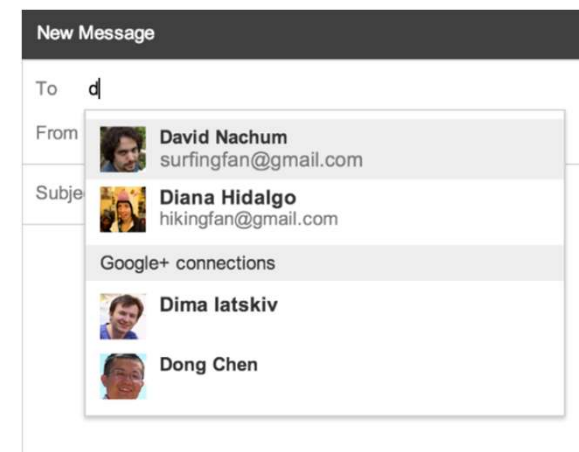 New Message
To d
From
Subje
David Nachum
surfingfan@gmail.com
Diana Hidalgo
hikingfan@gmail.com
Google+ connections
Dima Iatskiv
Dong Chen